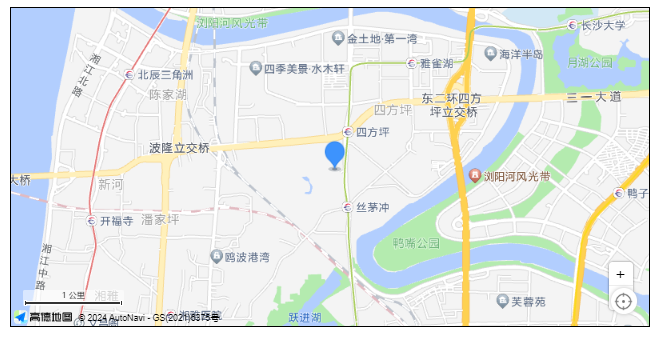 浏阳河风光带
长沙大学
金土地·第一湾
海洋半岛
湘江北路
北辰三角洲
四季美景·水木轩
雅雀湖
月湖公园
陈家湖
四方坪
东二环四方
坪立交桥
三一大道
四方坪
波隆立交桥
大桥
新河
浏阳河风光带
鸭子
开福寺
潘家坪
丝茅冲
湘江中路
鸥波港湾
鸭嘴公园
+
1 公里
湘雅
芙蓉苑
湘雅医院
跃进湖
高德地图 © 2024 AutoNavi - GS(2021)6375号